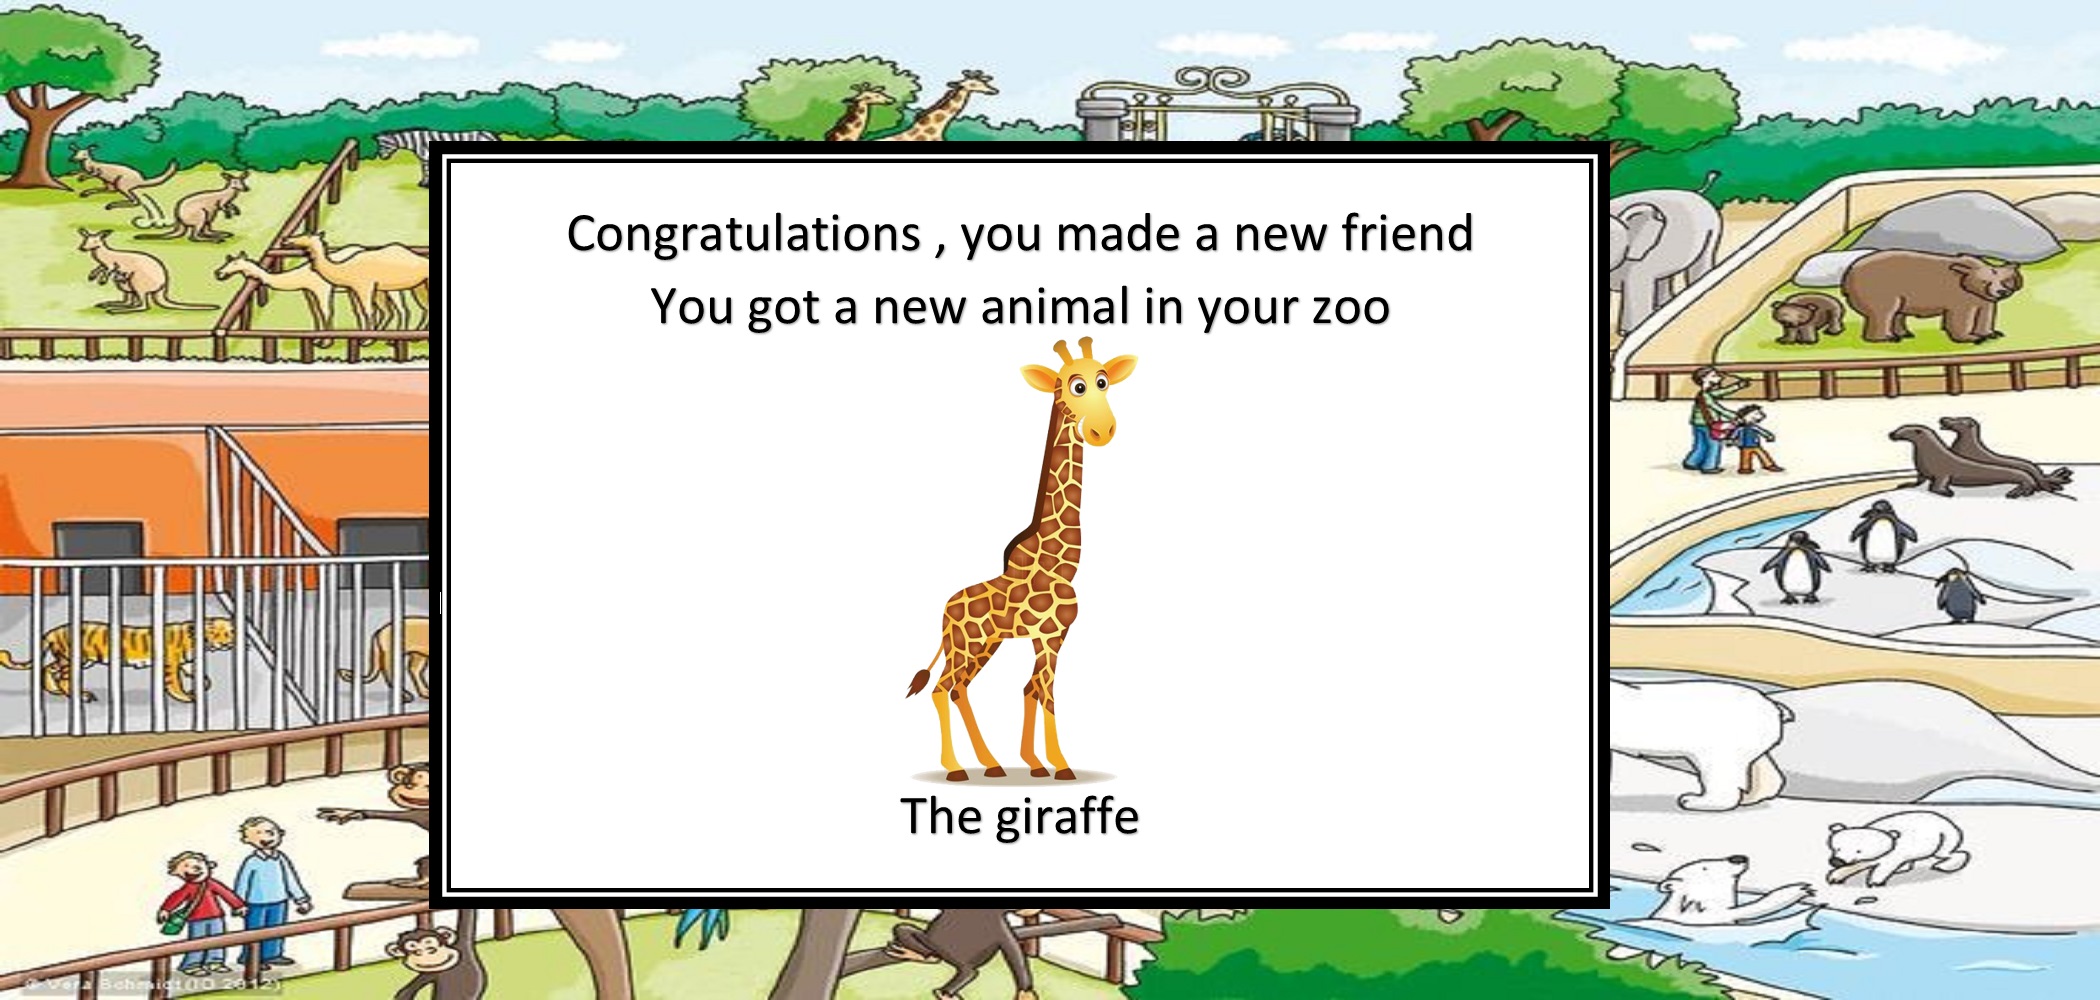 Congratulations , you made a new friend
You got a new animal in your zoo
The giraffe
© Vera Schmidt (IO 2012)